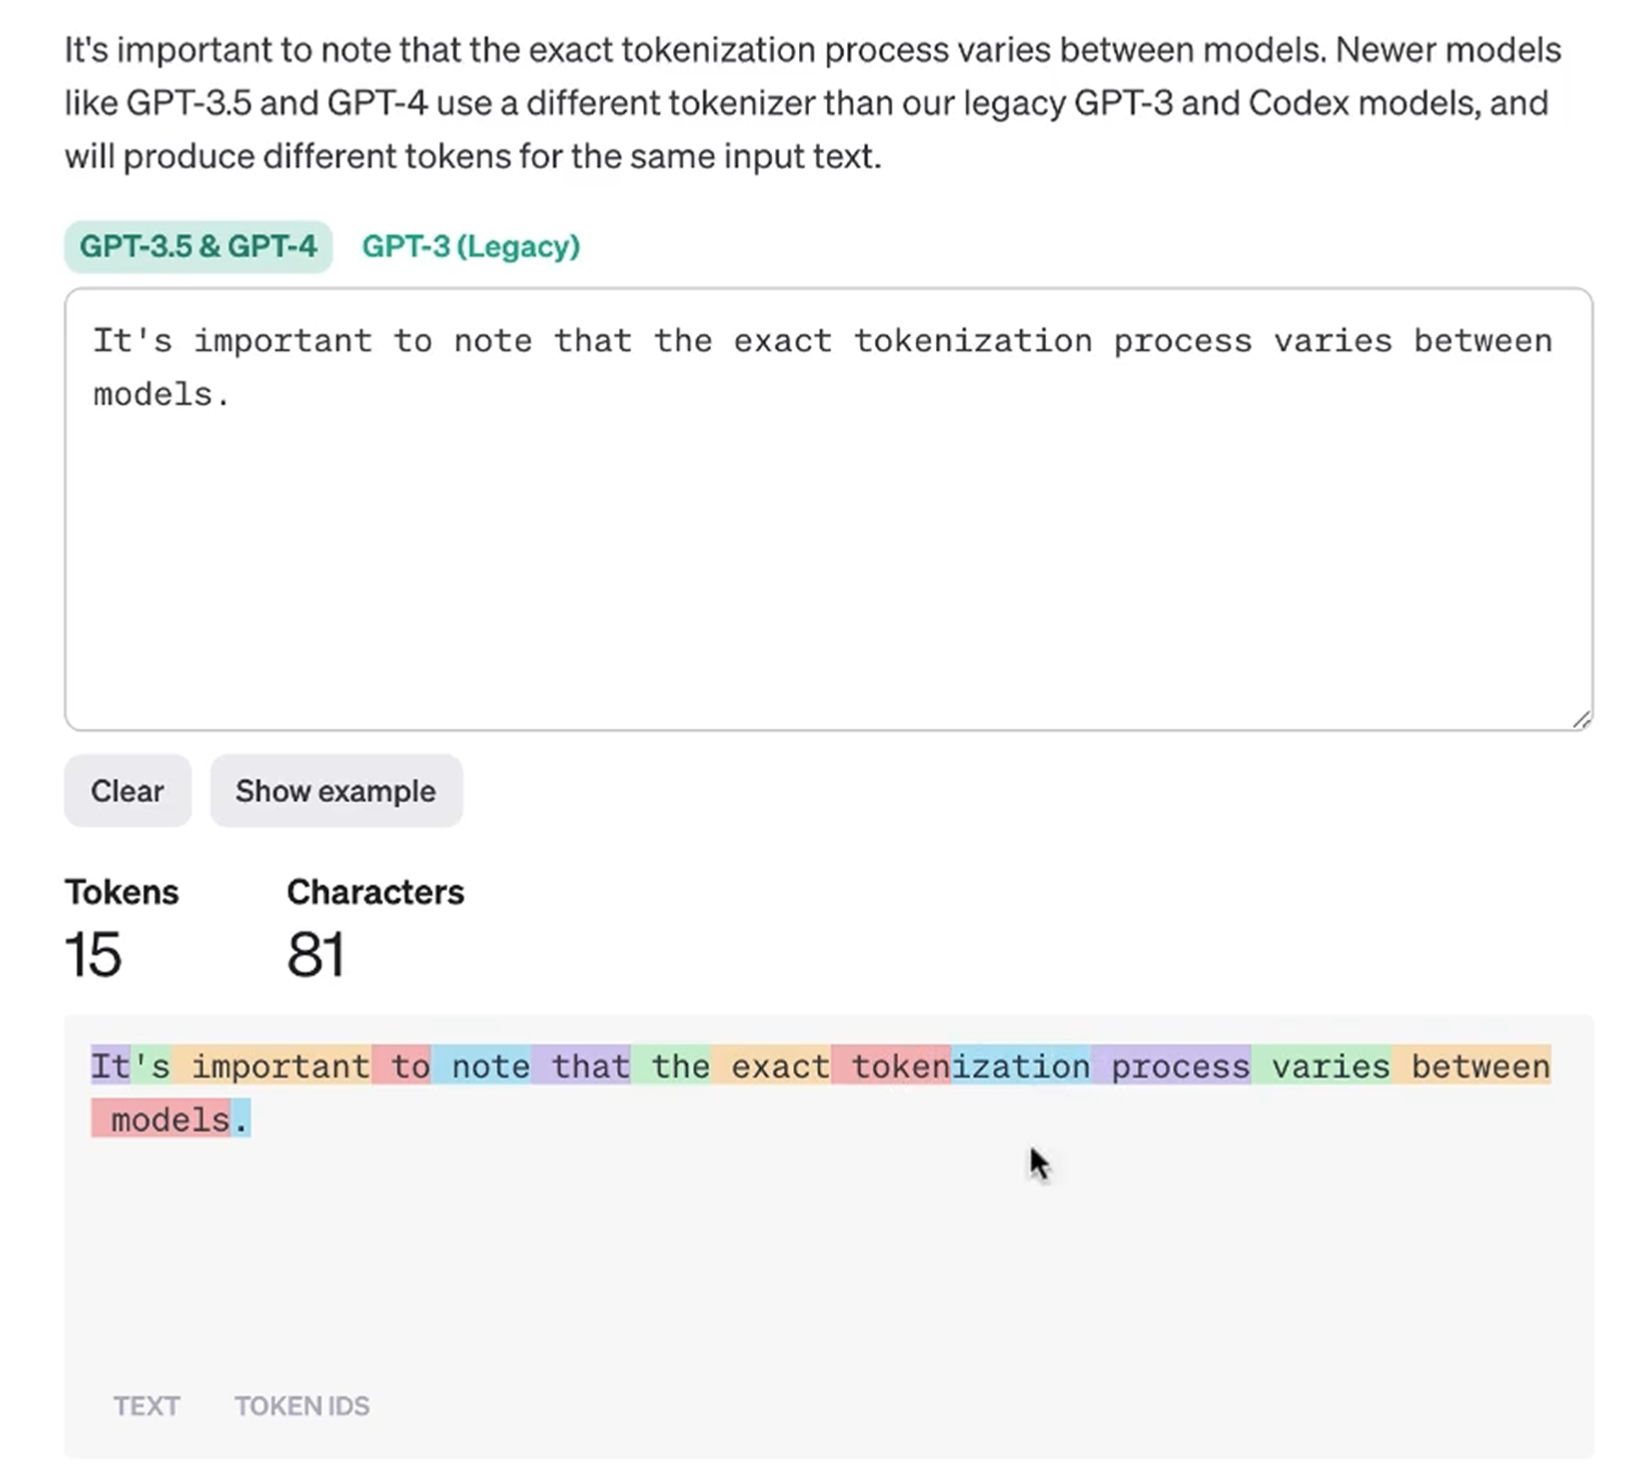 It's important to note that the exact tokenization process varies between models. Newer models
like GPT-3.5 and GPT-4 use a different tokenizer than our legacy GPT-3 and Codex models, and
will produce different tokens for the same input text.
GPT-3.5 & GPT-4 GPT-3 (Legacy)
It's important to note that the exact tokenization process varies between
models.
Clear Show example
Tokens Characters
15 81
It's important to note that the exact tokenization process varies between
models.
TEXT TOKEN IDS